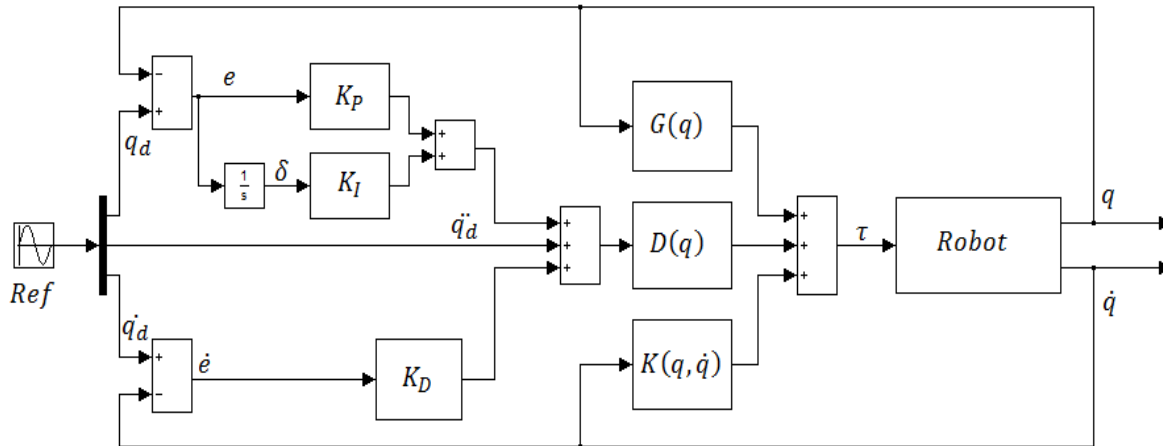 e
K_P
G(q)
q_d
1/s
δ
K_I
q
q̈_d
D(q)
τ
Robot
Ref
q̇_d
q̇
ė
K_D
K(q, q̇)
-
+
+
-
+
+
+
+
+
+
+
+